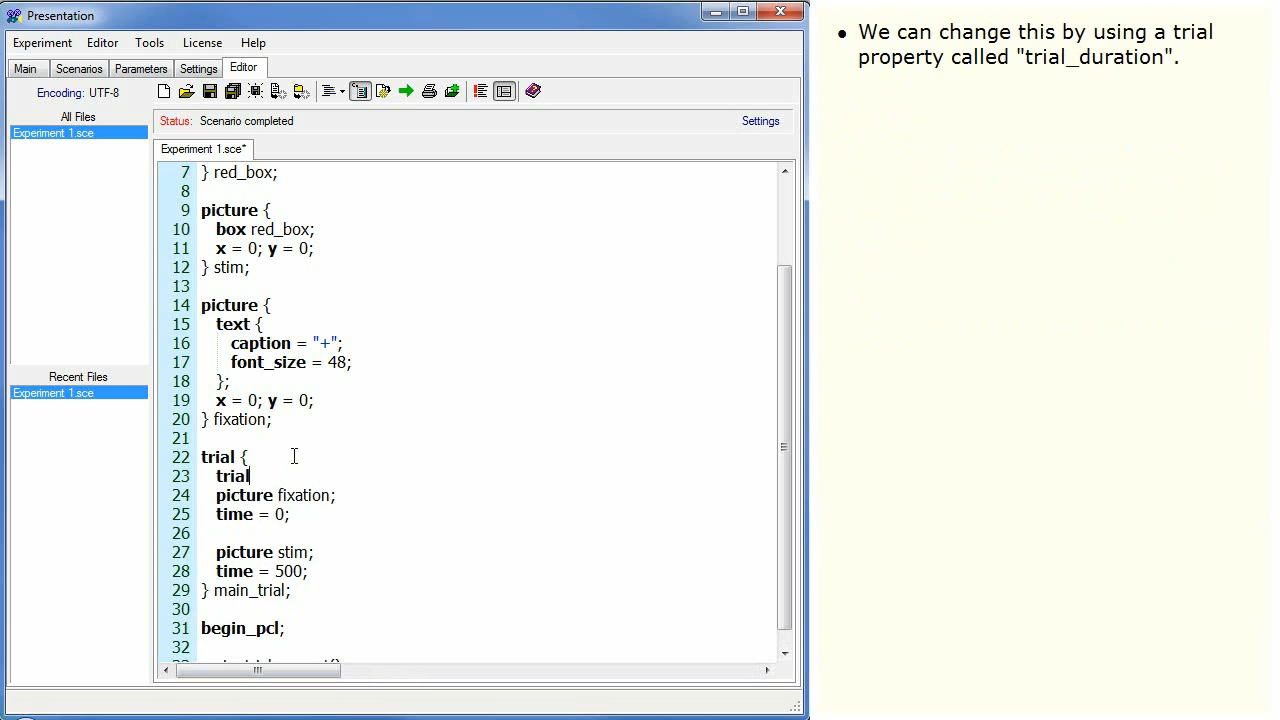 Presentation
Experiment Editor Tools License Help
Main Scenarios Parameters Settings Editor
Encoding: UTF-8
All Files
Experiment 1.sce
Recent Files
Experiment 1.sce
Status: Scenario completed Settings
Experiment 1.sce*
7 } red_box;
8
9 picture {
10 box red_box;
11 x = 0; y = 0;
12 } stim;
13
14 picture {
15 text {
16 caption = "+";
17 font_size = 48;
18 };
19 x = 0; y = 0;
20 } fixation;
21
22 trial {
23 trial
24 picture fixation;
25 time = 0;
26
27 picture stim;
28 time = 500;
29 } main_trial;
30
31 begin_pcl;
32
• We can change this by using a trial
property called "trial_duration".